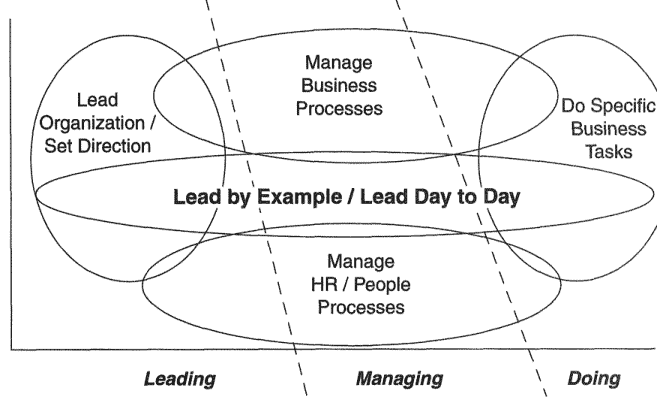 Manage
Business
Processes
Lead
Organization /
Set Direction
Do Specific
Business
Tasks
Lead by Example / Lead Day to Day
Manage
HR / People
Processes
Leading
Managing
Doing